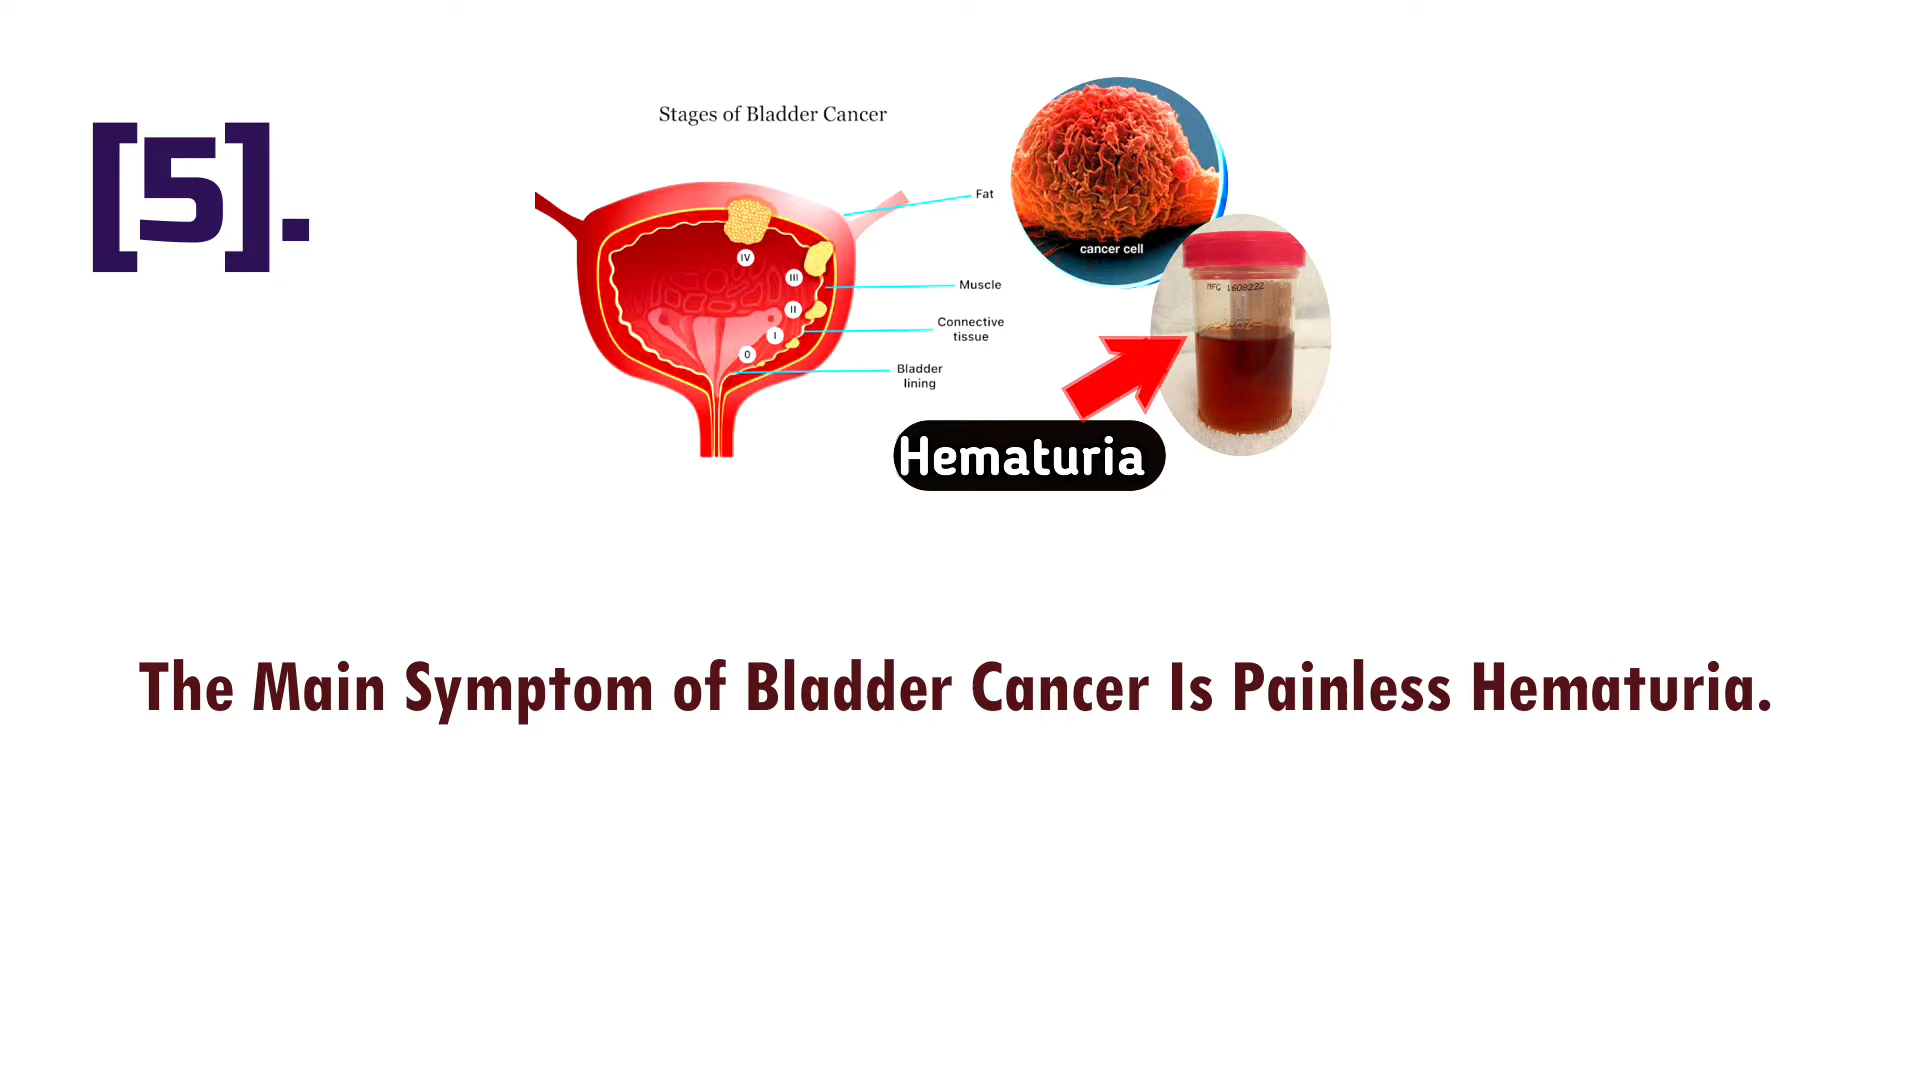 [5].
Stages of Bladder Cancer
Fat
Muscle
Connective
tissue
Bladder
lining
IV
III
II
I
0
cancer cell
MFG 1608222
Hematuria
The Main Symptom of Bladder Cancer Is Painless Hematuria.